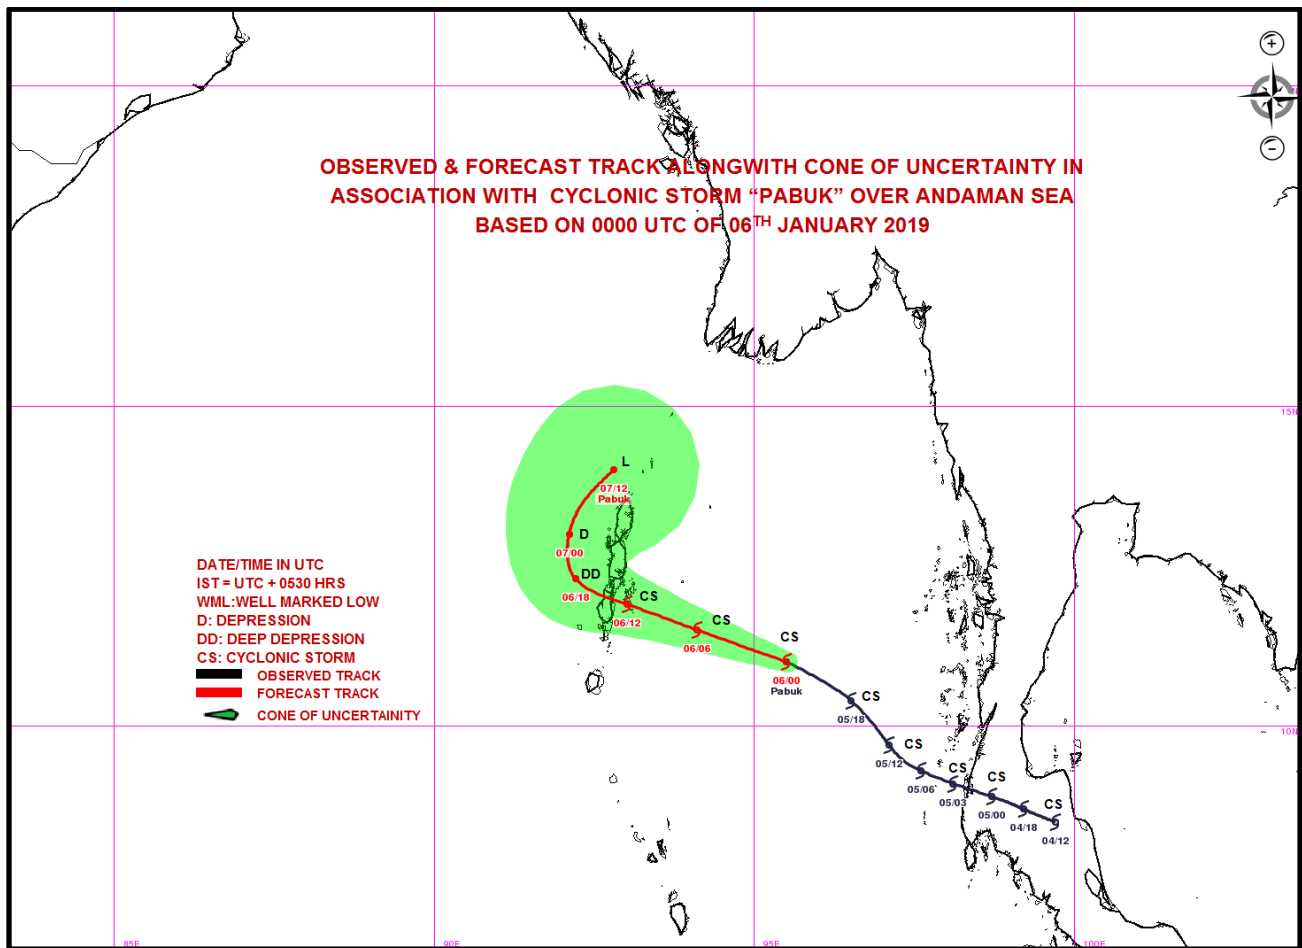 OBSERVED & FORECAST TRACK ALONGWITH CONE OF UNCERTAINTY IN
ASSOCIATION WITH CYCLONIC STORM “PABUK” OVER ANDAMAN SEA
BASED ON 0000 UTC OF 06TH JANUARY 2019
15N
L
07/12
Pabuk
D
07/00
DD
06/18
CS
06/12
CS
06/06
CS
06/00
Pabuk
CS
05/18
10N
CS
05/12
05/06
CS
05/03
CS
05/00
04/18
CS
04/12
DATE/TIME IN UTC
IST = UTC + 0530 HRS
WML:WELL MARKED LOW
D: DEPRESSION
DD: DEEP DEPRESSION
CS: CYCLONIC STORM
OBSERVED TRACK
FORECAST TRACK
CONE OF UNCERTAINITY
85E
90E
95E
100E